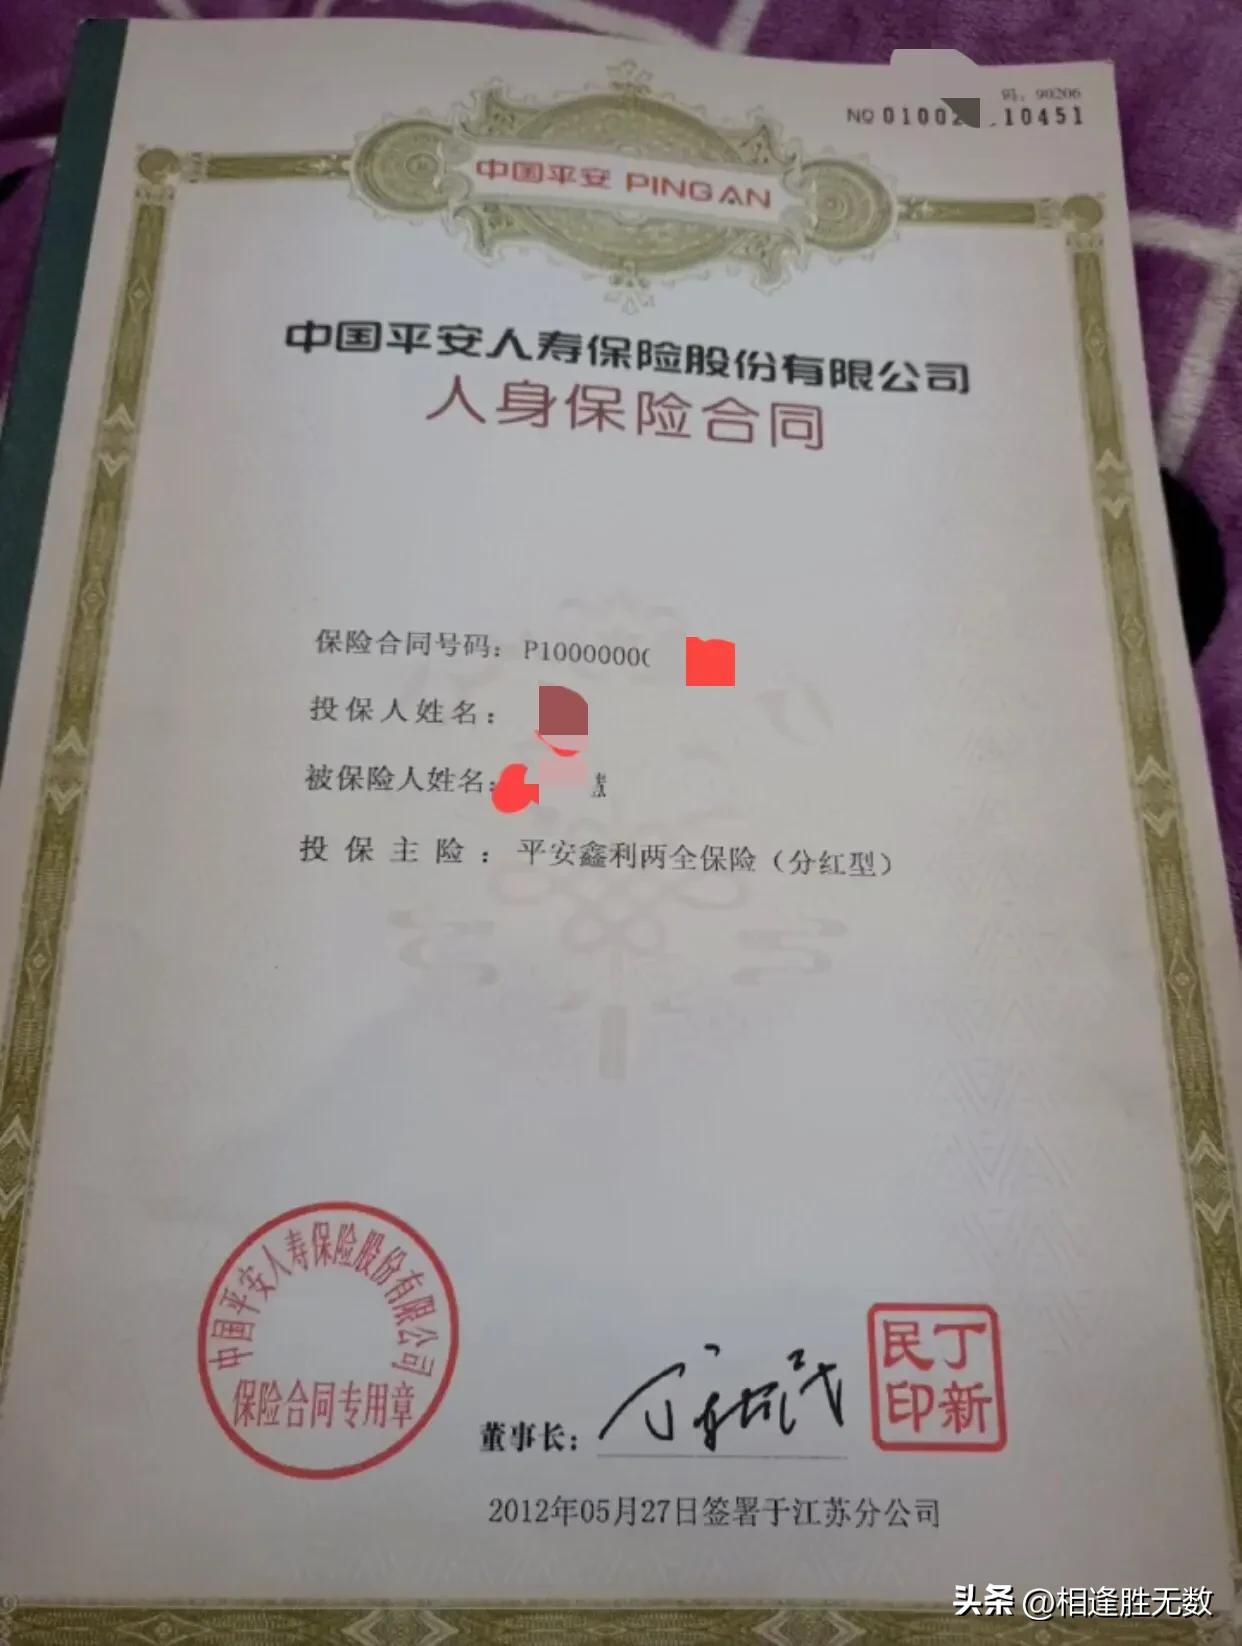 码：90206
№01002 10451
中国平安 PING AN
中国平安人寿保险股份有限公司
人身保险合同
保险合同号码：P1000000
投保人姓名：
被保险人姓名：
投保主险：平安鑫利两全保险（分红型）
中国平安人寿保险股份有限公司
保险合同专用章
董事长：
丁新民印
2012年05月27日签署于江苏分公司
头条 @相逢胜无数